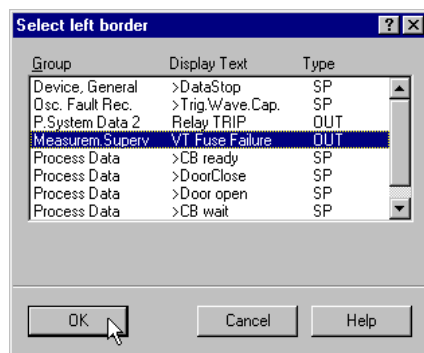 Select left border
Group Display Text Type
Device, General >DataStop SP
Osc. Fault Rec. >Trig.Wave.Cap. SP
P.System Data 2 Relay TRIP OUT
Measurem.Superv VT Fuse Failure OUT
Process Data >CB ready SP
Process Data >DoorClose SP
Process Data >Door open SP
Process Data >CB wait SP
OK Cancel Help